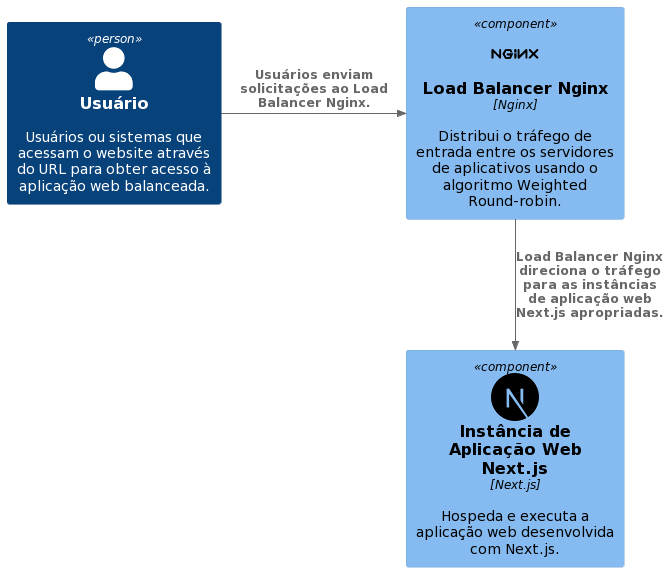 «person»
Usuário
Usuários ou sistemas que
acessam o website através
do URL para obter acesso à
aplicação web balanceada.
Usuários enviam
solicitações ao Load
Balancer Nginx.
«component»
NGiNX
Load Balancer Nginx
[Nginx]
Distribui o tráfego de
entrada entre os servidores
de aplicativos usando o
algoritmo Weighted
Round-robin.
Load Balancer Nginx
direciona o tráfego
para as instâncias
de aplicação web
Next.js apropriadas.
«component»
N
Instância de
Aplicação Web
Next.js
[Next.js]
Hospeda e executa a
aplicação web desenvolvida
com Next.js.